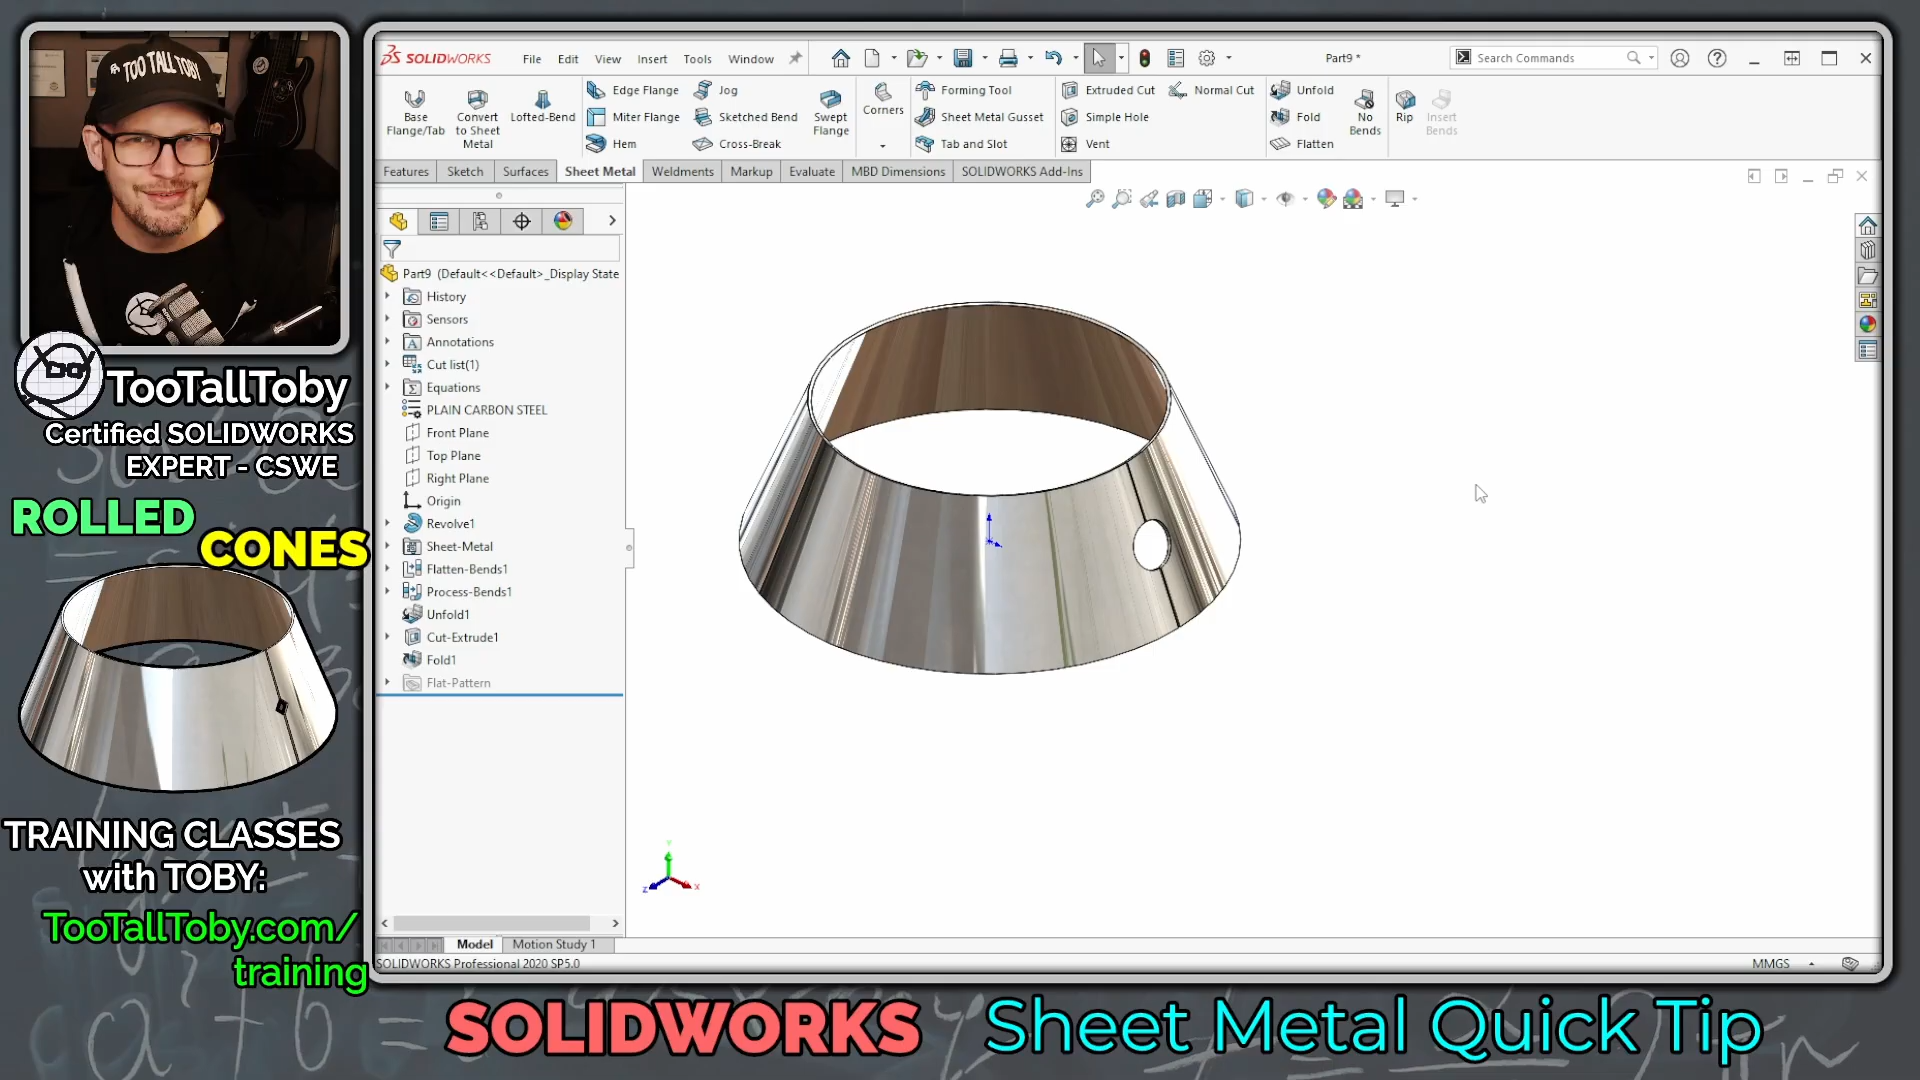 TOO TALL TOBY
TooTallToby
Certified SOLIDWORKS
EXPERT - CSWE
ROLLED
CONES
TRAINING CLASSES
with TOBY:
TooTallToby.com/
training
SOLIDWORKS
File Edit View Insert Tools Window
Part9 *
Search Commands
Base Flange/Tab
Convert to Sheet Metal
Lofted-Bend
Edge Flange
Miter Flange
Hem
Jog
Sketched Bend
Cross-Break
Swept Flange
Corners
Forming Tool
Sheet Metal Gusset
Tab and Slot
Extruded Cut
Simple Hole
Vent
Normal Cut
Unfold
Fold
Flatten
No Bends
Rip
Insert Bends
Features Sketch Surfaces Sheet Metal Weldments Markup Evaluate MBD Dimensions SOLIDWORKS Add-Ins
Part9 (Default<<Default>_Display State
History
Sensors
Annotations
Cut list(1)
Equations
PLAIN CARBON STEEL
Front Plane
Top Plane
Right Plane
Origin
Revolve1
Sheet-Metal
Flatten-Bends1
Process-Bends1
Unfold1
Cut-Extrude1
Fold1
Flat-Pattern
Y
Z
X
Model Motion Study 1
SOLIDWORKS Professional 2020 SP5.0
MMGS
SOLIDWORKS Sheet Metal Quick Tip